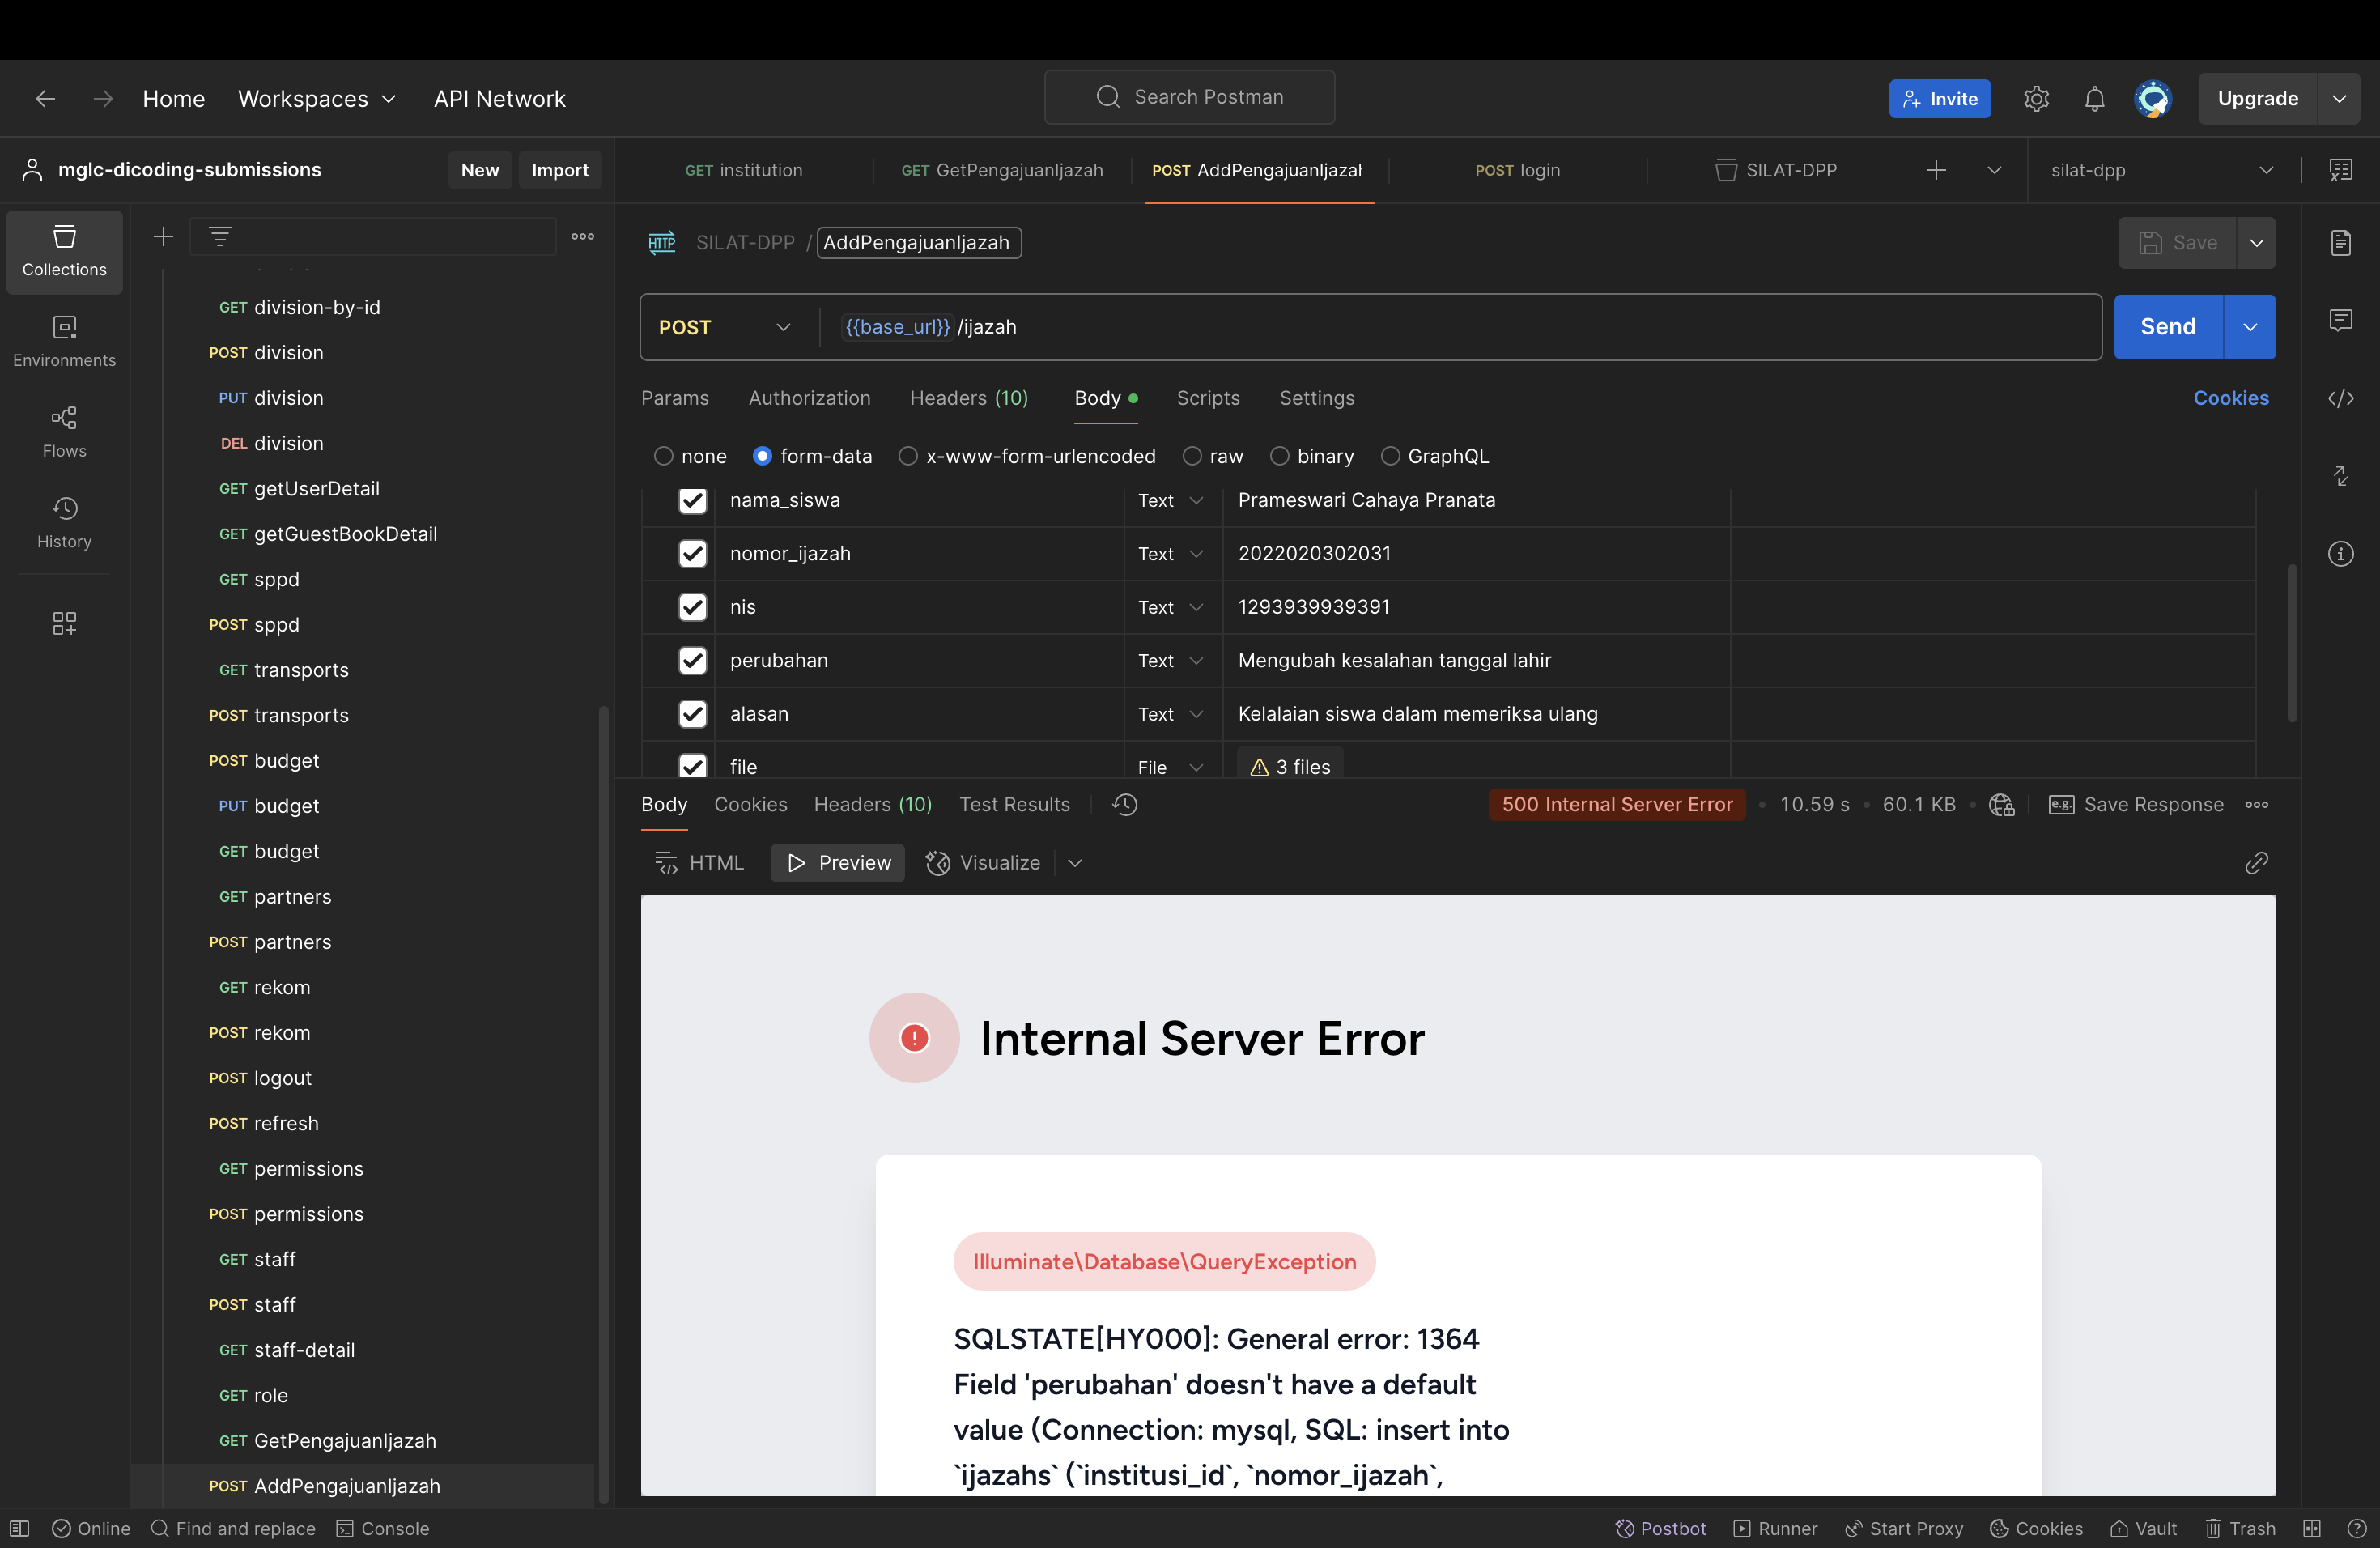 Home
Workspaces
API Network
Search Postman
Invite
Upgrade
mglc-dicoding-submissions
New
Import
GET institution
GET GetPengajuanIjazah
POST AddPengajuanIjazah
POST login
SILAT-DPP
silat-dpp
Collections
Environments
Flows
History
GET division-by-id
POST division
PUT division
DEL division
GET getUserDetail
GET getGuestBookDetail
GET sppd
POST sppd
GET transports
POST transports
POST budget
PUT budget
GET budget
GET partners
POST partners
GET rekom
POST rekom
POST logout
POST refresh
GET permissions
POST permissions
GET staff
POST staff
GET staff-detail
GET role
GET GetPengajuanIjazah
POST AddPengajuanIjazah
HTTP SILAT-DPP / AddPengajuanIjazah
Save
POST {{base_url}}/ijazah
Send
Params Authorization Headers (10) Body Scripts Settings
Cookies
none form-data x-www-form-urlencoded raw binary GraphQL
nama_siswa Text Prameswari Cahaya Pranata
nomor_ijazah Text 2022020302031
nis Text 1293939939391
perubahan Text Mengubah kesalahan tanggal lahir
alasan Text Kelalaian siswa dalam memeriksa ulang
file File 3 files
Body Cookies Headers (10) Test Results
500 Internal Server Error • 10.59 s • 60.1 KB • e.g. Save Response
HTML Preview Visualize
Internal Server Error
Illuminate\Database\QueryException
SQLSTATE[HY000]: General error: 1364
Field 'perubahan' doesn't have a default
value (Connection: mysql, SQL: insert into
`ijazahs` (`institusi_id`, `nomor_ijazah`,
Online Find and replace Console
Postbot Runner Start Proxy Cookies Vault Trash